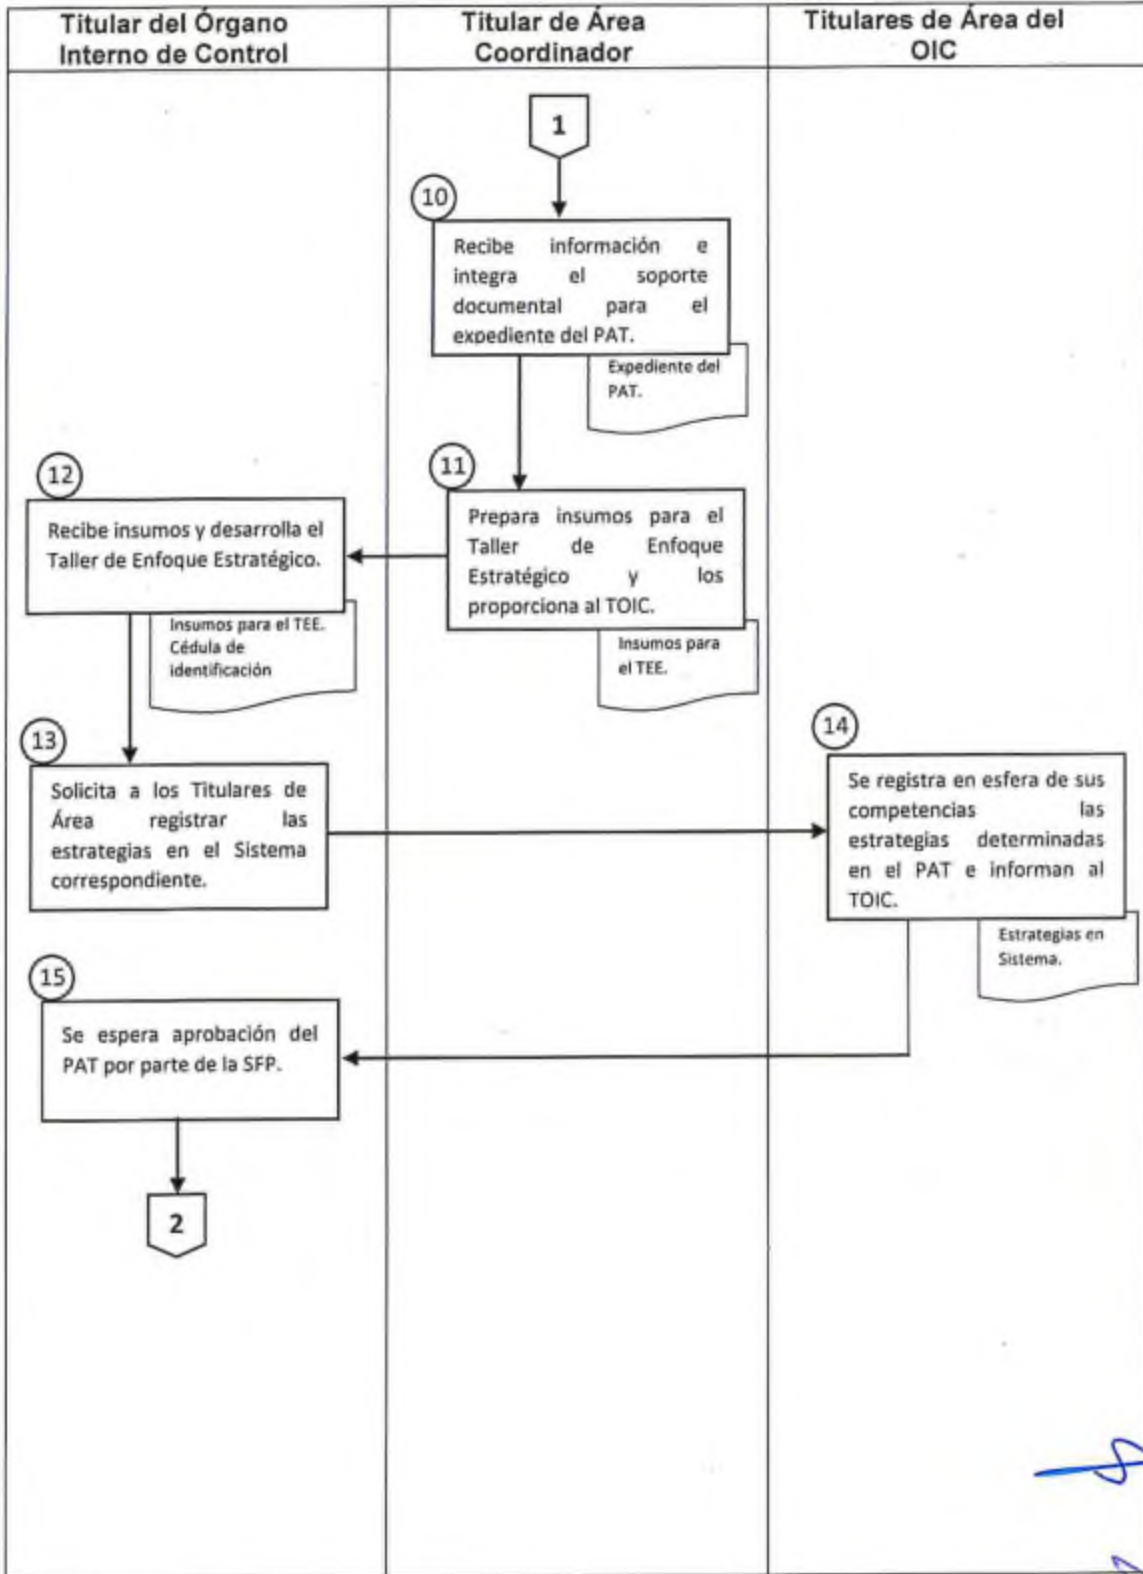 Titular del Órgano
Interno de Control
Titular de Área
Coordinador
Titulares de Área del
OIC
1
10
Recibe información e
integra el soporte
documental para el
expediente del PAT.
Expediente del
PAT.
11
Prepara insumos para el
Taller de Enfoque
Estratégico y los
proporciona al TOIC.
Insumos para
el TEE.
12
Recibe insumos y desarrolla el
Taller de Enfoque Estratégico.
Insumos para el TEE.
Cédula de
identificación
13
Solicita a los Titulares de
Área registrar las
estrategias en el Sistema
correspondiente.
14
Se registra en esfera de sus
competencias las
estrategias determinadas
en el PAT e informan al
TOIC.
Estrategias en
Sistema.
15
Se espera aprobación del
PAT por parte de la SFP.
2